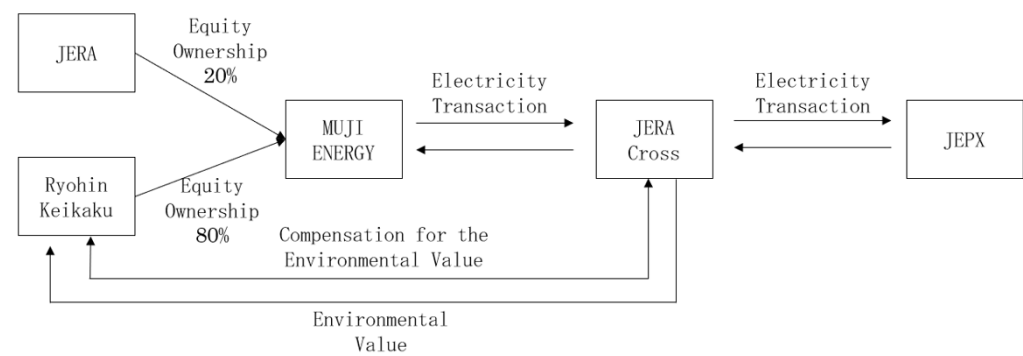 JERA
Equity
Ownership
20%
MUJI
ENERGY
Electricity
Transaction
JERA
Cross
Electricity
Transaction
JEPX
Ryohin
Keikaku
Equity
Ownership
80%
Compensation for the
Environmental Value
Environmental
Value